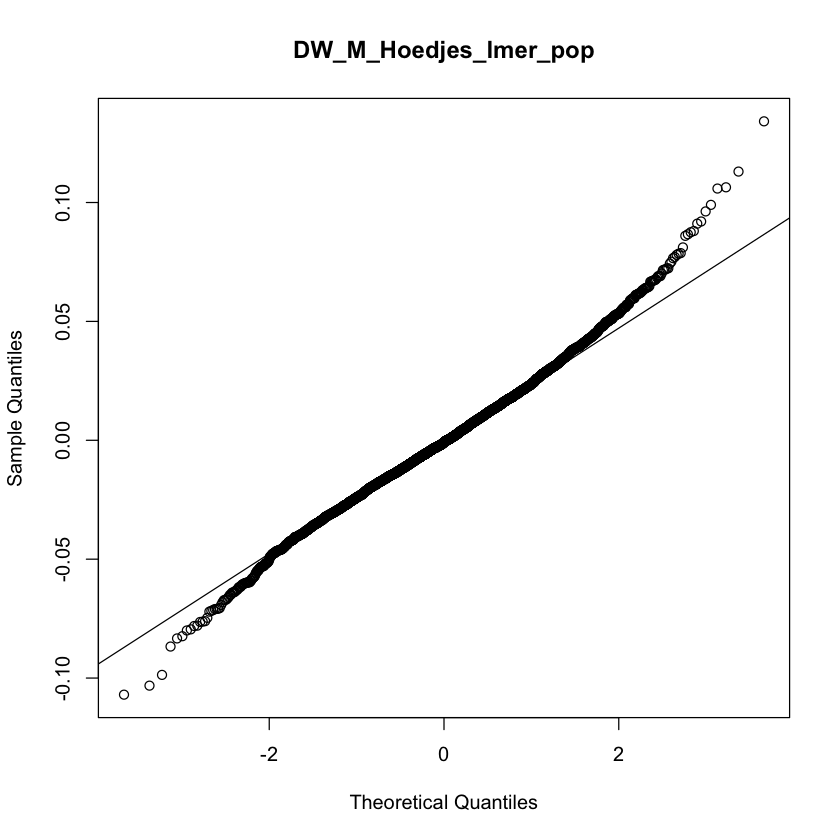 DW_M_Hoedjes_lmer_pop
0.10
0.05
0.00
-0.05
-0.10
Sample Quantiles
-2
0
2
Theoretical Quantiles